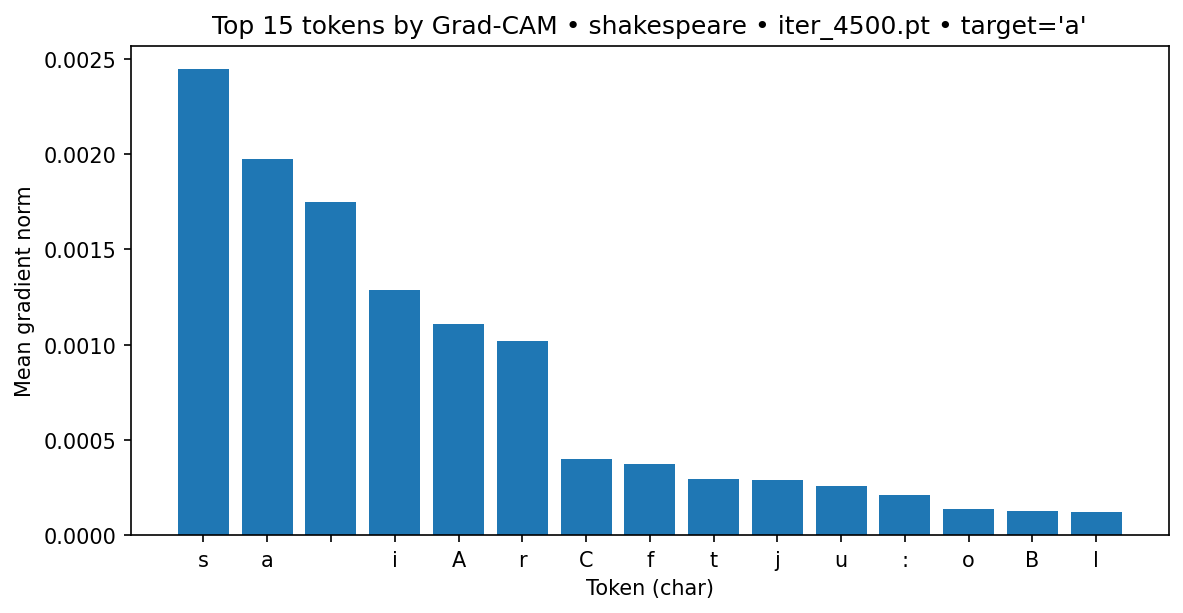 Top 15 tokens by Grad-CAM • shakespeare • iter_4500.pt • target='a'
Mean gradient norm
0.0025
0.0020
0.0015
0.0010
0.0005
0.0000
s a i A r C f t j u : o B l
Token (char)